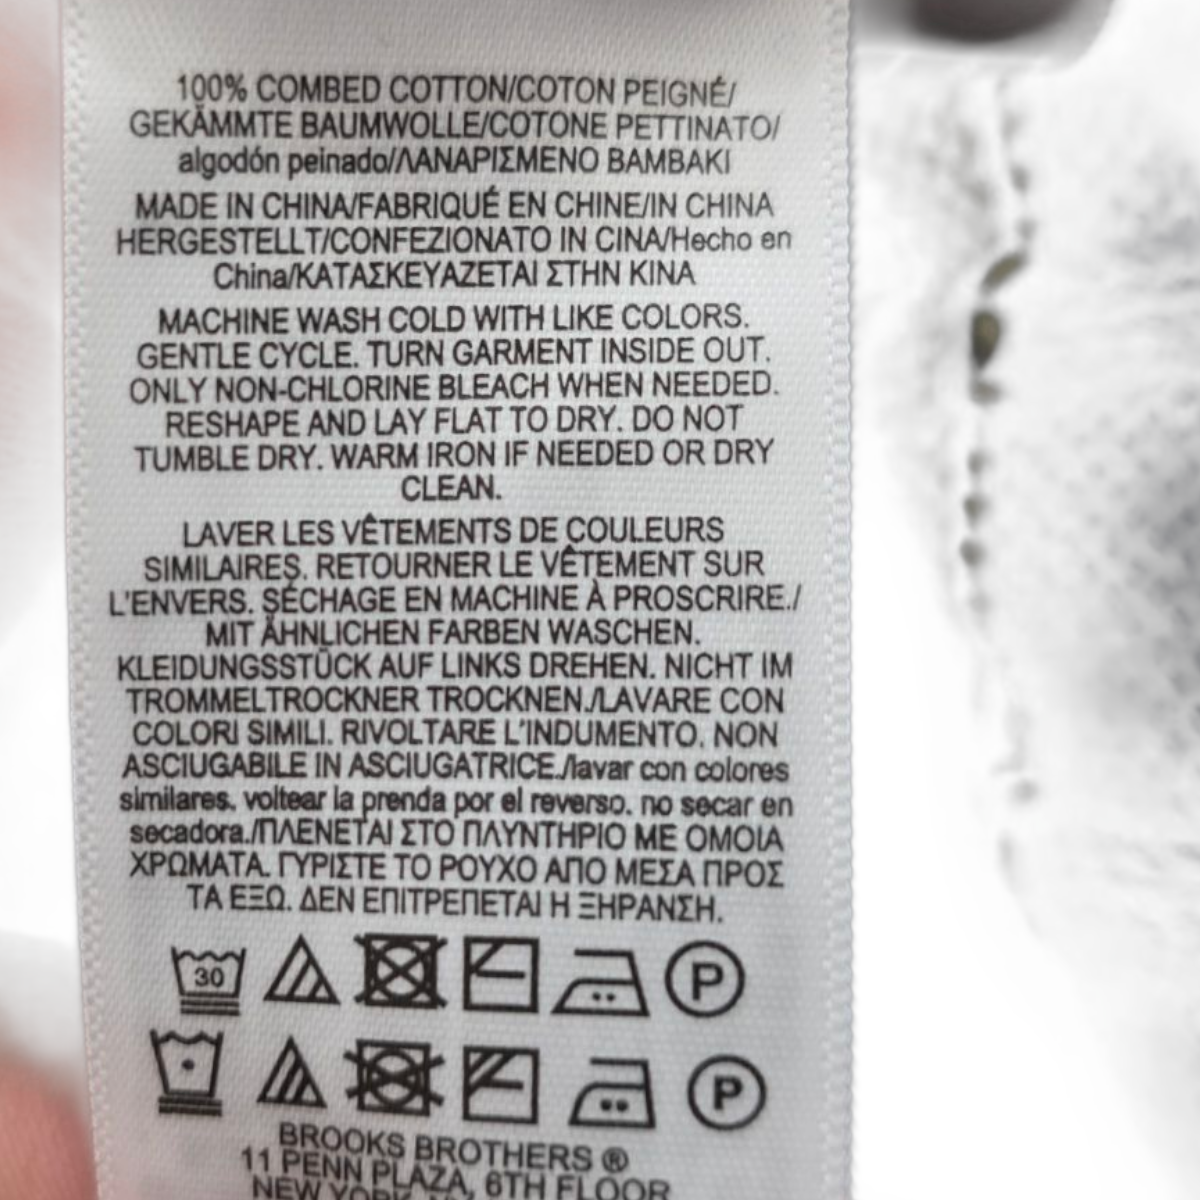 100% COMBED COTTON/COTON PEIGNÉ/
GEKÄMMTE BAUMWOLLE/COTONE PETTINATO/
algodón peinado/ΛΑΝΑΡΙΣΜΕΝΟ ΒΑΜΒΑΚΙ
MADE IN CHINA/FABRIQUÉ EN CHINE/IN CHINA
HERGESTELLT/CONFEZIONATO IN CINA/Hecho en
China/ΚΑΤΑΣΚΕΥΑΖΕΤΑΙ ΣΤΗΝ ΚΙΝΑ
MACHINE WASH COLD WITH LIKE COLORS.
GENTLE CYCLE. TURN GARMENT INSIDE OUT.
ONLY NON-CHLORINE BLEACH WHEN NEEDED.
RESHAPE AND LAY FLAT TO DRY. DO NOT
TUMBLE DRY. WARM IRON IF NEEDED OR DRY
CLEAN.
LAVER LES VÊTEMENTS DE COULEURS
SIMILAIRES. RETOURNER LE VÊTEMENT SUR
L'ENVERS. SÉCHAGE EN MACHINE À PROSCRIRE./
MIT ÄHNLICHEN FARBEN WASCHEN.
KLEIDUNGSSTÜCK AUF LINKS DREHEN. NICHT IM
TROMMELTROCKNER TROCKNEN./LAVARE CON
COLORI SIMILI. RIVOLTARE L'INDUMENTO. NON
ASCIUGABILE IN ASCIUGATRICE./lavar con colores
similares. voltear la prenda por el reverso. no secar en
secadora./ΠΛΕΝΕΤΑΙ ΣΤΟ ΠΛΥΝΤΗΡΙΟ ΜΕ ΟΜΟΙΑ
ΧΡΩΜΑΤΑ. ΓΥΡΙΣΤΕ ΤΟ ΡΟΥΧΟ ΑΠΟ ΜΕΣΑ ΠΡΟΣ
ΤΑ ΕΞΩ. ΔΕΝ ΕΠΙΤΡΕΠΕΤΑΙ Η ΞΗΡΑΝΣΗ.
30 P
P
BROOKS BROTHERS ®
11 PENN PLAZA, 6TH FLOOR
NEW YORK